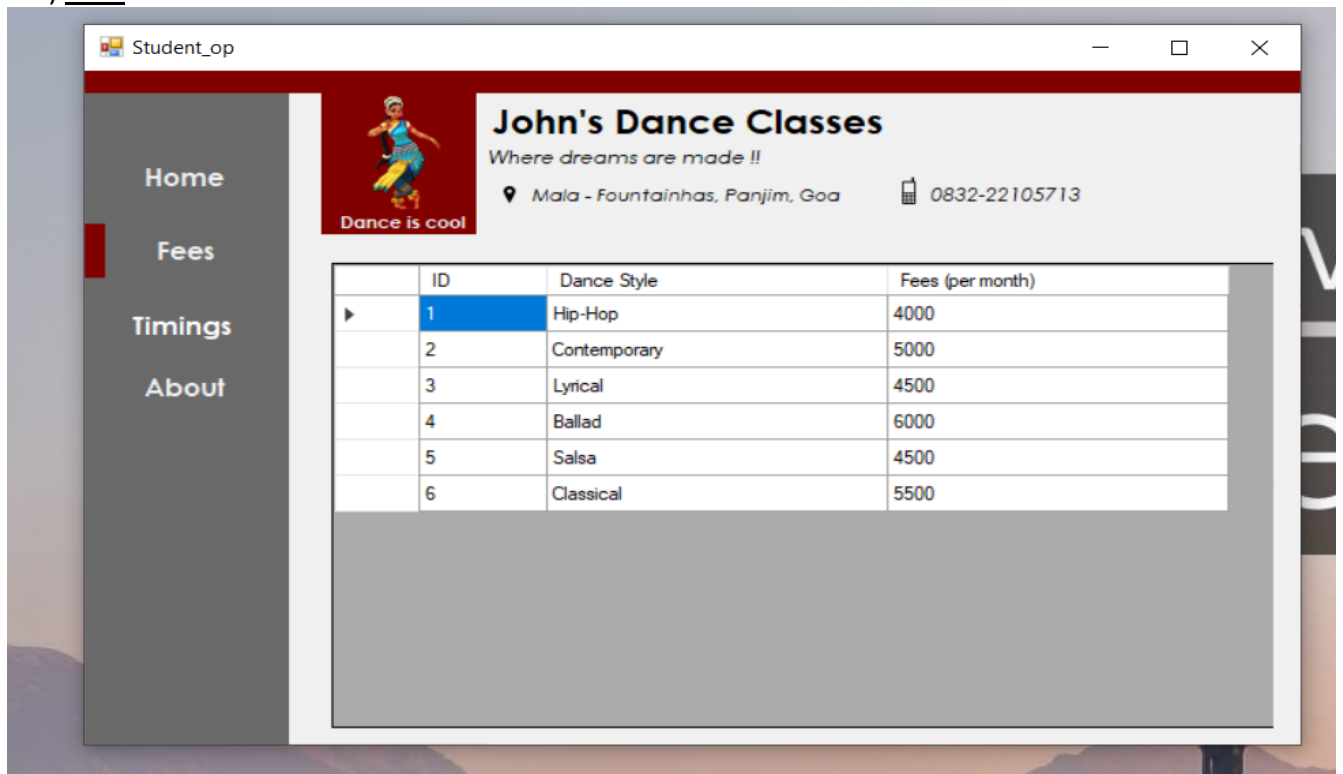 Student_op
John's Dance Classes
Where dreams are made !!
Mala - Fountainhas, Panjim, Goa 0832-22105713
Dance is cool
Home
Fees
Timings
About
ID Dance Style Fees (per month)
1 Hip-Hop 4000
2 Contemporary 5000
3 Lyrical 4500
4 Ballad 6000
5 Salsa 4500
6 Classical 5500